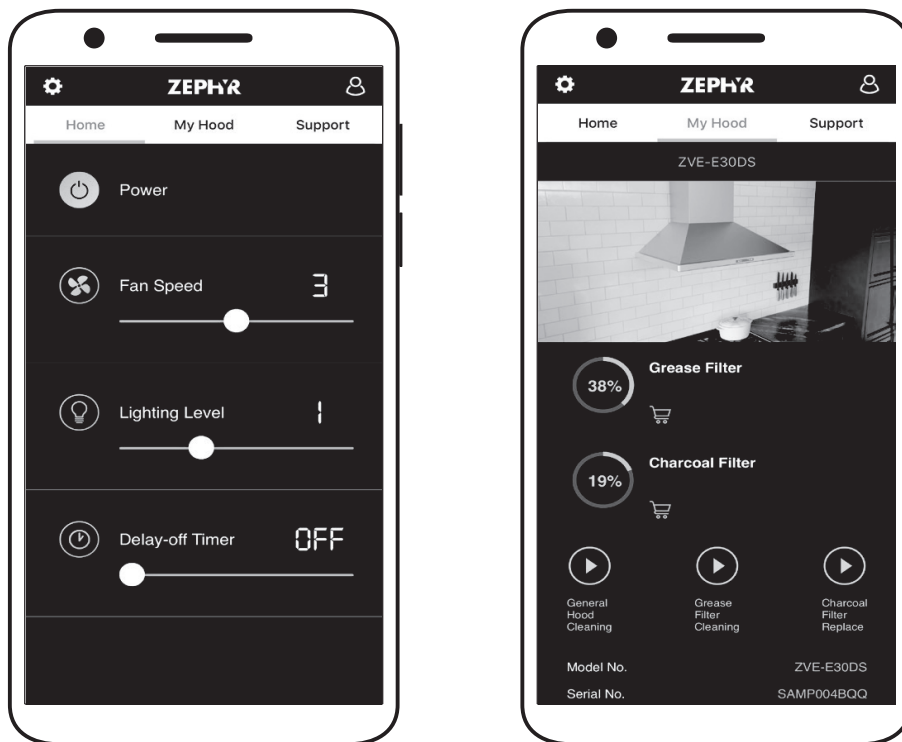 ZEPHYR
Home My Hood Support
Power
Fan Speed 3
Lighting Level 1
Delay-off Timer OFF
ZEPHYR
Home My Hood Support
ZVE-E30DS
38% Grease Filter
19% Charcoal Filter
General Hood Cleaning
Grease Filter Cleaning
Charcoal Filter Replace
Model No. ZVE-E30DS
Serial No. SAMP004BQQ